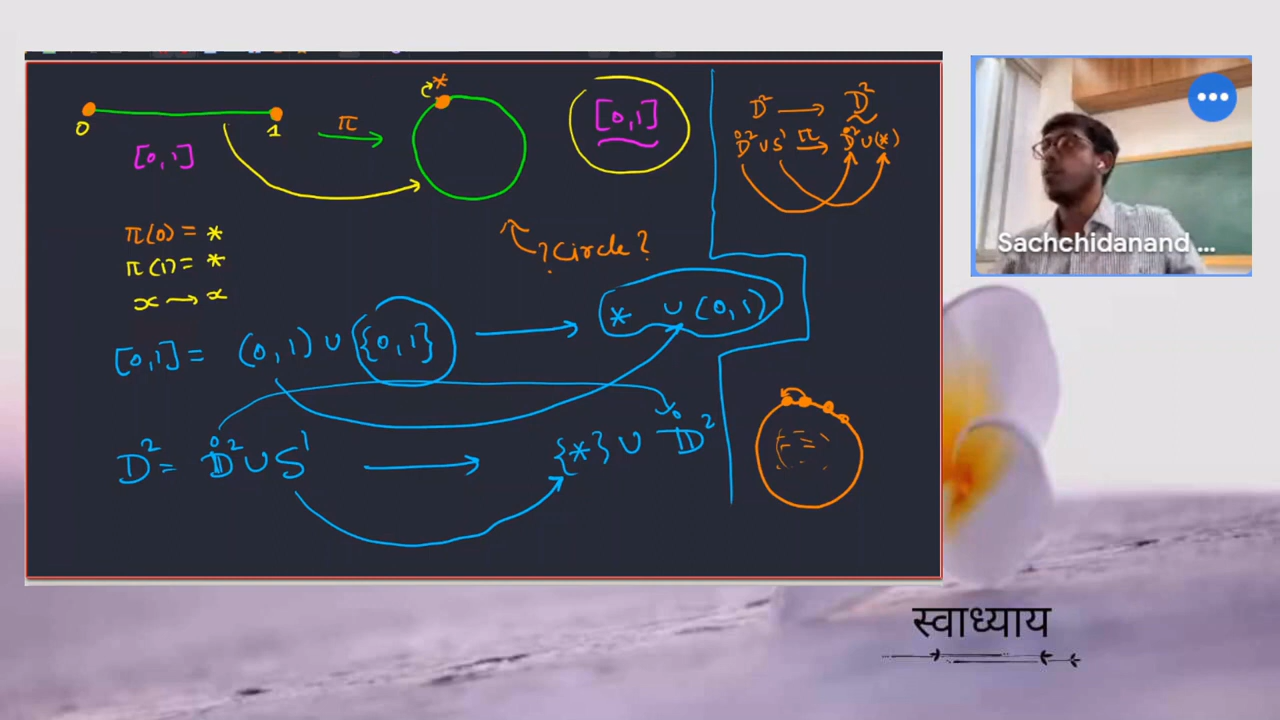 0
1
[0,1]
π
*
[0,1]
π(0) = *
π(1) = *
x → x
? Circle ?
[0,1] = (0,1) ∪ {0,1} → * ∪ (0,1)
D² = D̊² ∪ S¹ → {*} ∪ D̊²
D² → D̃²
D̊² ∪ S¹ π → D̊² ∪ (*)
Sachchidanand ...
स्वाध्याय